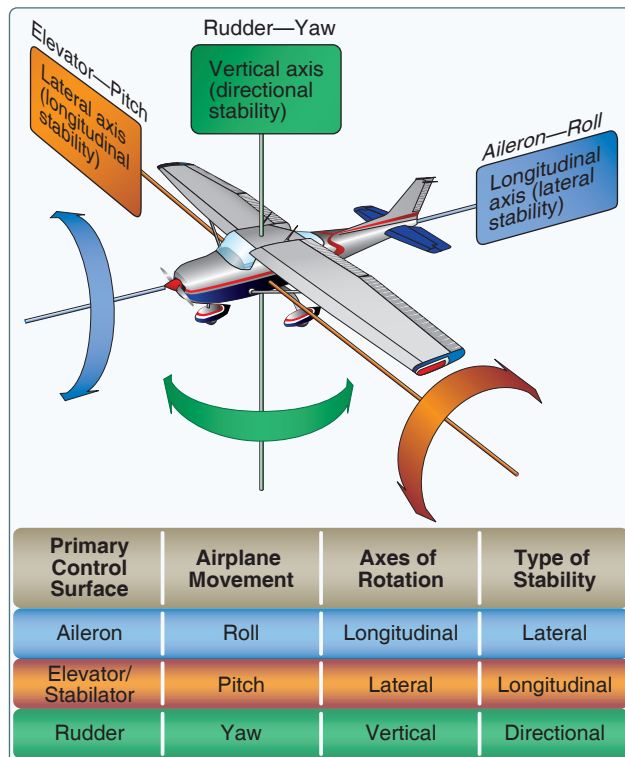 Rudder—Yaw
Vertical axis
(directional
stability)
Elevator—Pitch
Lateral axis
(longitudinal
stability)
Aileron—Roll
Longitudinal
axis (lateral
stability)
Primary
Control
Surface
Airplane
Movement
Axes of
Rotation
Type of
Stability
Aileron
Roll
Longitudinal
Lateral
Elevator/
Stabilator
Pitch
Lateral
Longitudinal
Rudder
Yaw
Vertical
Directional